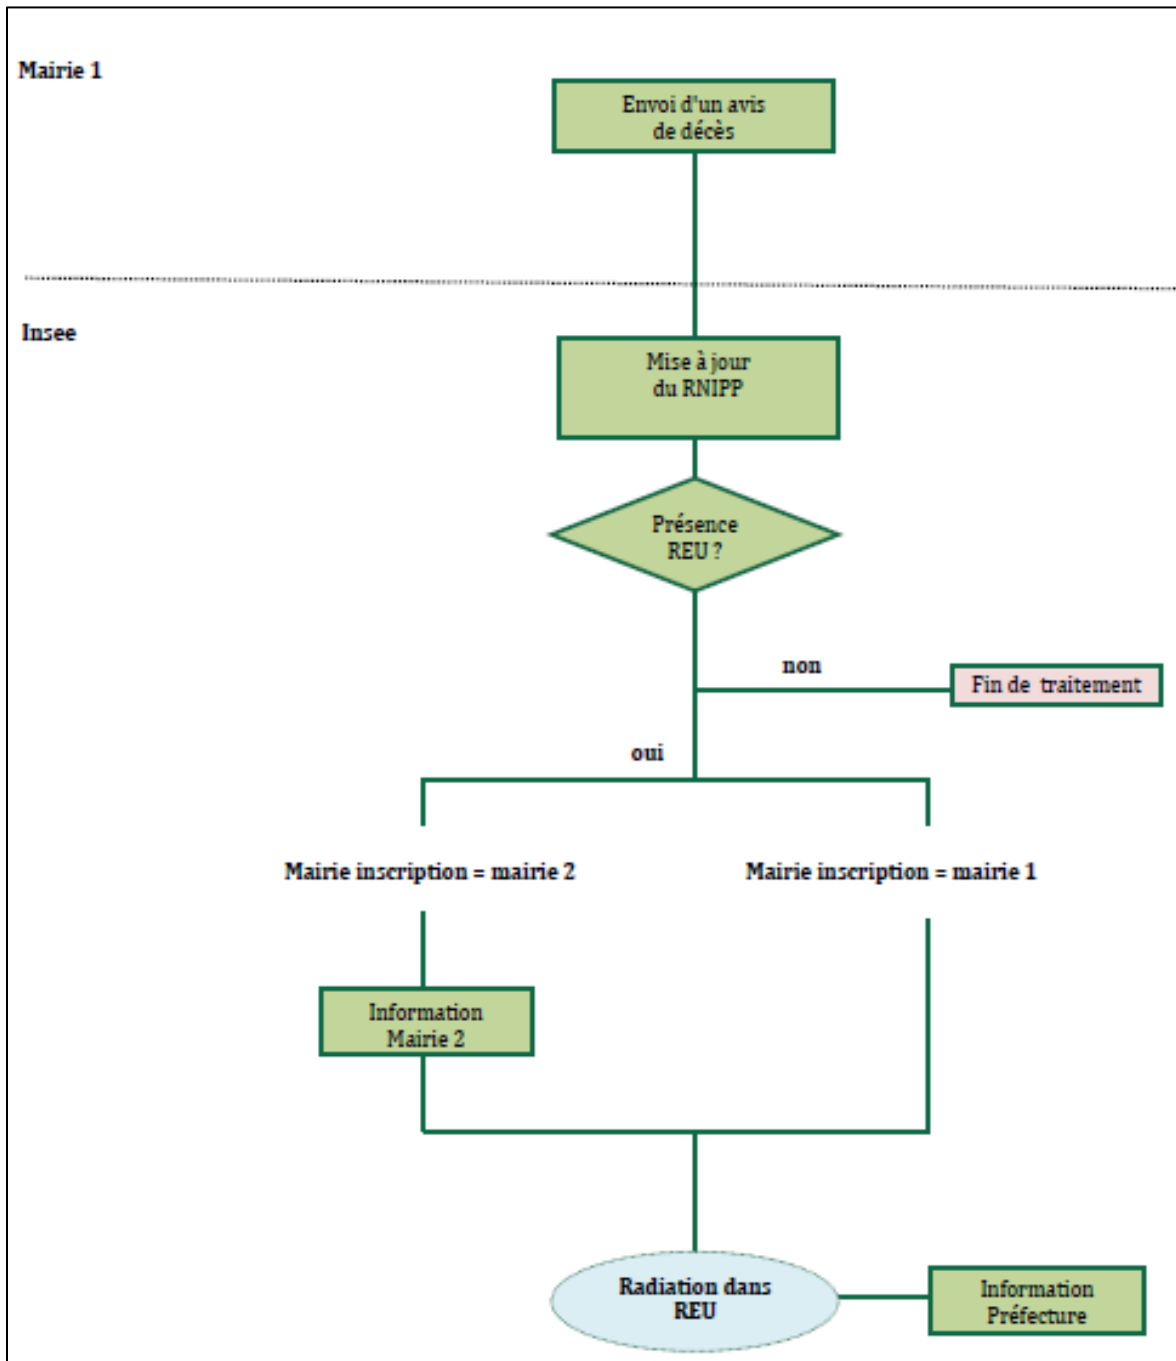 Mairie 1
Envoi d'un avis
de décès
Insee
Mise à jour
du RNIPP
Présence
REU ?
non
Fin de traitement
oui
Mairie inscription = mairie 2
Mairie inscription = mairie 1
Information
Mairie 2
Radiation dans
REU
Information
Préfecture